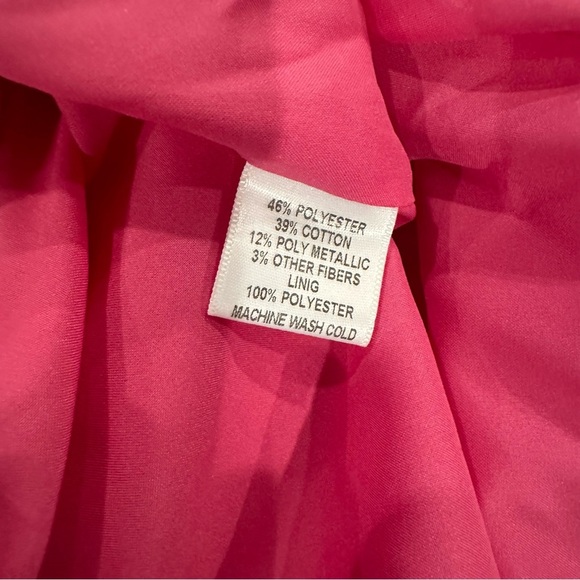 46% POLYESTER
39% COTTON
12% POLY METALLIC
3% OTHER FIBERS
LINIG
100% POLYESTER
MACHINE WASH COLD